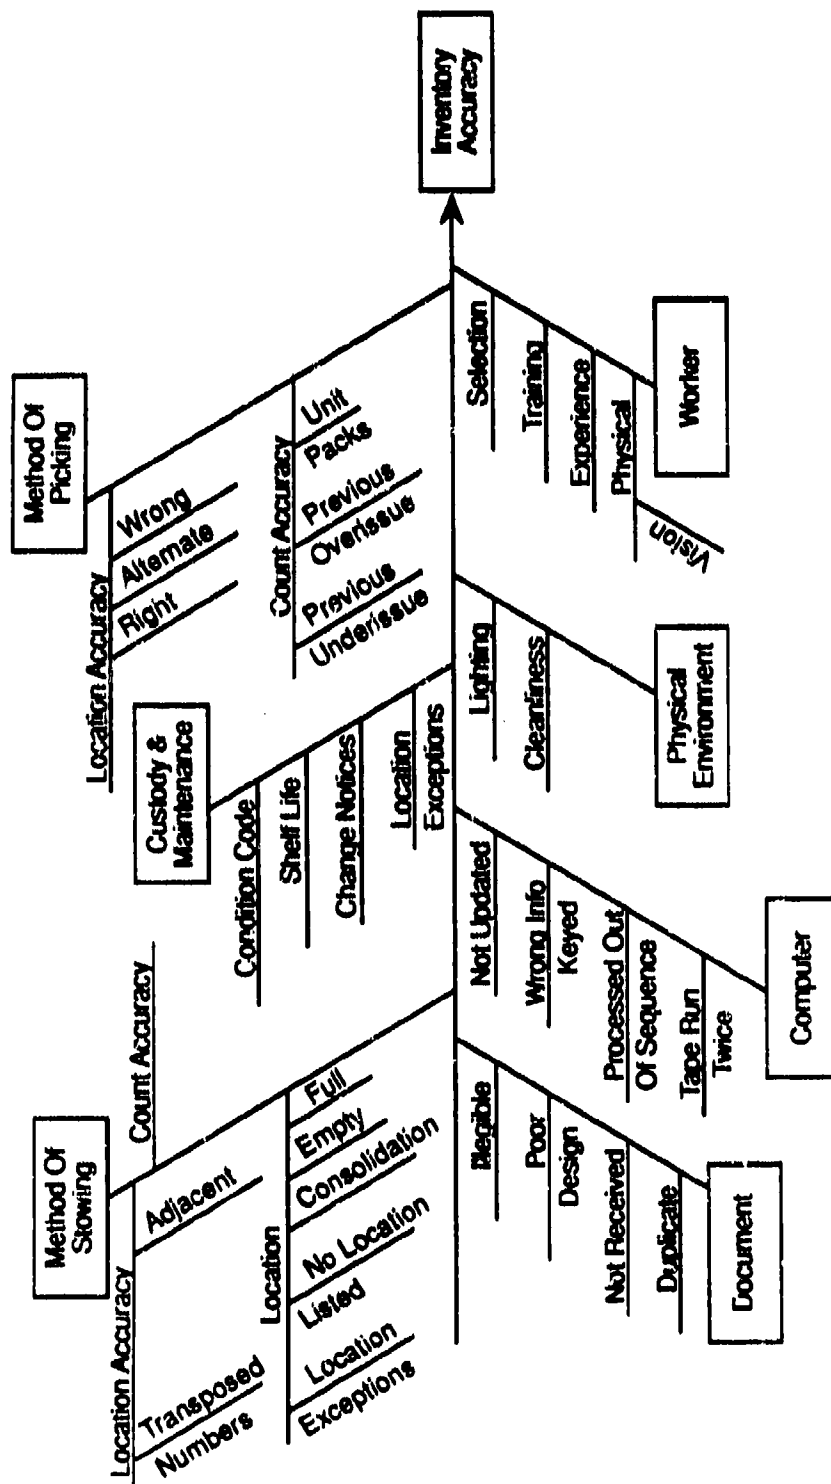 Method Of
Stowing
Location Accuracy
Transposed
Numbers
Adjacent
Count Accuracy
Location
Location
Exceptions
No Location
Listed
Consolidation
Empty
Full
Custody &
Maintenance
Condition Code
Shelf Life
Change Notices
Location
Exceptions
Method Of
Picking
Location Accuracy
Right
Alternate
Wrong
Count Accuracy
Previous
Underissue
Previous
Overissue
Unit
Packs
Inventory
Accuracy
Document
Illegible
Poor
Design
Not Received
Duplicate
Computer
Not Updated
Wrong Info
Keyed
Processed Out
Of Sequence
Tape Run
Twice
Physical
Environment
Lighting
Cleanliness
Worker
Selection
Training
Experience
Physical
Vision